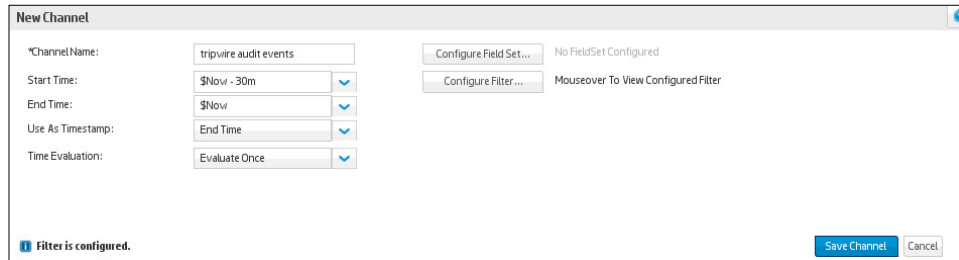 New Channel
*Channel Name: tripwire audit events Configure Field Set... No FieldSet Configured
Start Time: $Now - 30m Configure Filter... Mouseover To View Configured Filter
End Time: $Now
Use As Timestamp: End Time
Time Evaluation: Evaluate Once
Filter is configured. Save Channel Cancel